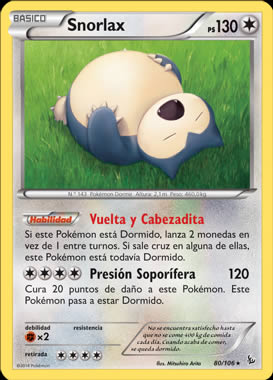 BÁSICO
Snorlax
PS130
N.º 143 Pokémon Dormir Altura: 2,1m. Peso: 460,0kg
Habilidad Vuelta y Cabezadita
Si este Pokémon está Dormido, lanza 2 monedas en
vez de 1 entre turnos. Si sale cruz en alguna de ellas,
este Pokémon está todavía Dormido.
Presión Soporífera 120
Cura 20 puntos de daño a este Pokémon. Este
Pokémon pasa a estar Dormido.
debilidad resistencia
×2
retirada
No se encuentra satisfecho hasta
que no se come 400 kg de comida
cada día. Cuando acaba de comer,
se queda dormido.
©2014 Pokémon
Ilus. Mitsuhiro Arita
80/106